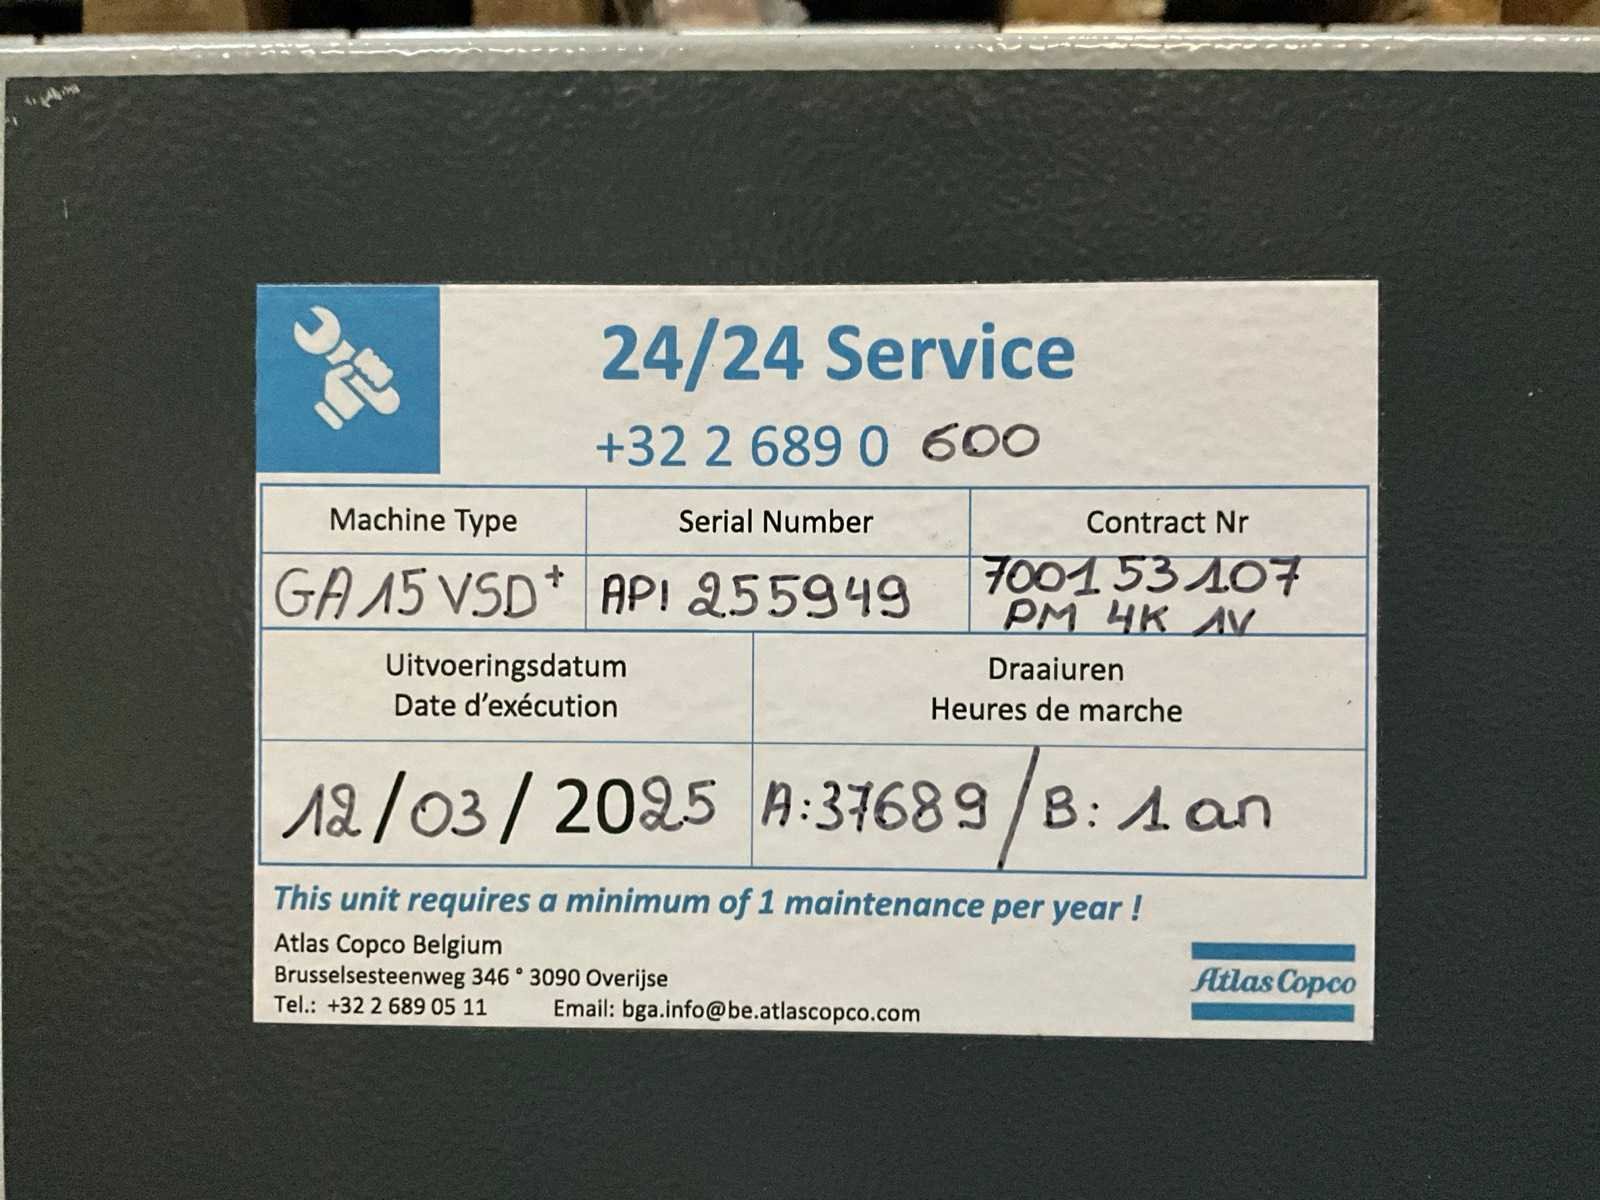 24/24 Service
+32 2 689 0 600
Machine Type Serial Number Contract Nr
GA 15 VSD+ API 255949 700153107
PM 4K 1V
Uitvoeringsdatum Draaiuren
Date d'exécution Heures de marche
12/03/2025 A:37689/B: 1 an
This unit requires a minimum of 1 maintenance per year !
Atlas Copco Belgium
Brusselsesteenweg 346 ° 3090 Overijse
Tel.: +32 2 689 05 11 Email: bga.info@be.atlascopco.com
Atlas Copco